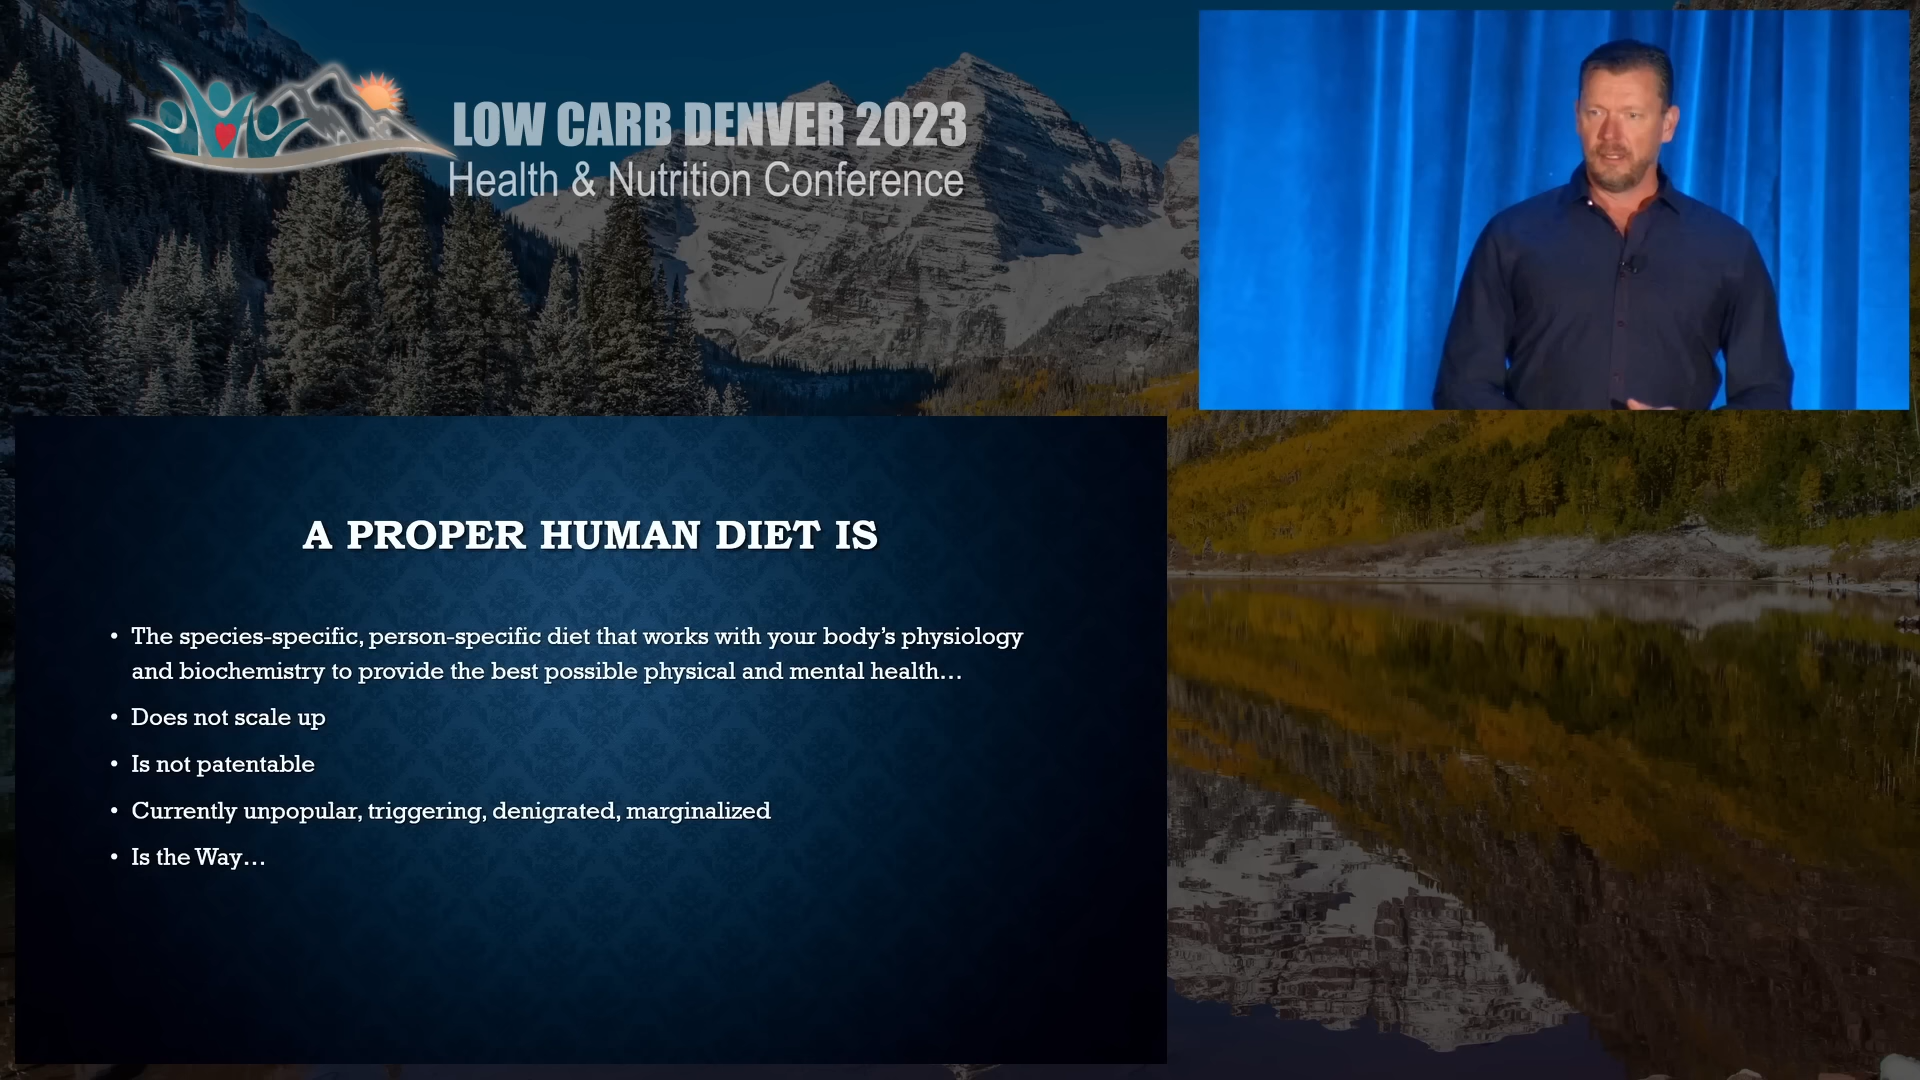 LOW CARB DENVER 2023
Health & Nutrition Conference
A PROPER HUMAN DIET IS
• The species-specific, person-specific diet that works with your body’s physiology
and biochemistry to provide the best possible physical and mental health…
• Does not scale up
• Is not patentable
• Currently unpopular, triggering, denigrated, marginalized
• Is the Way…